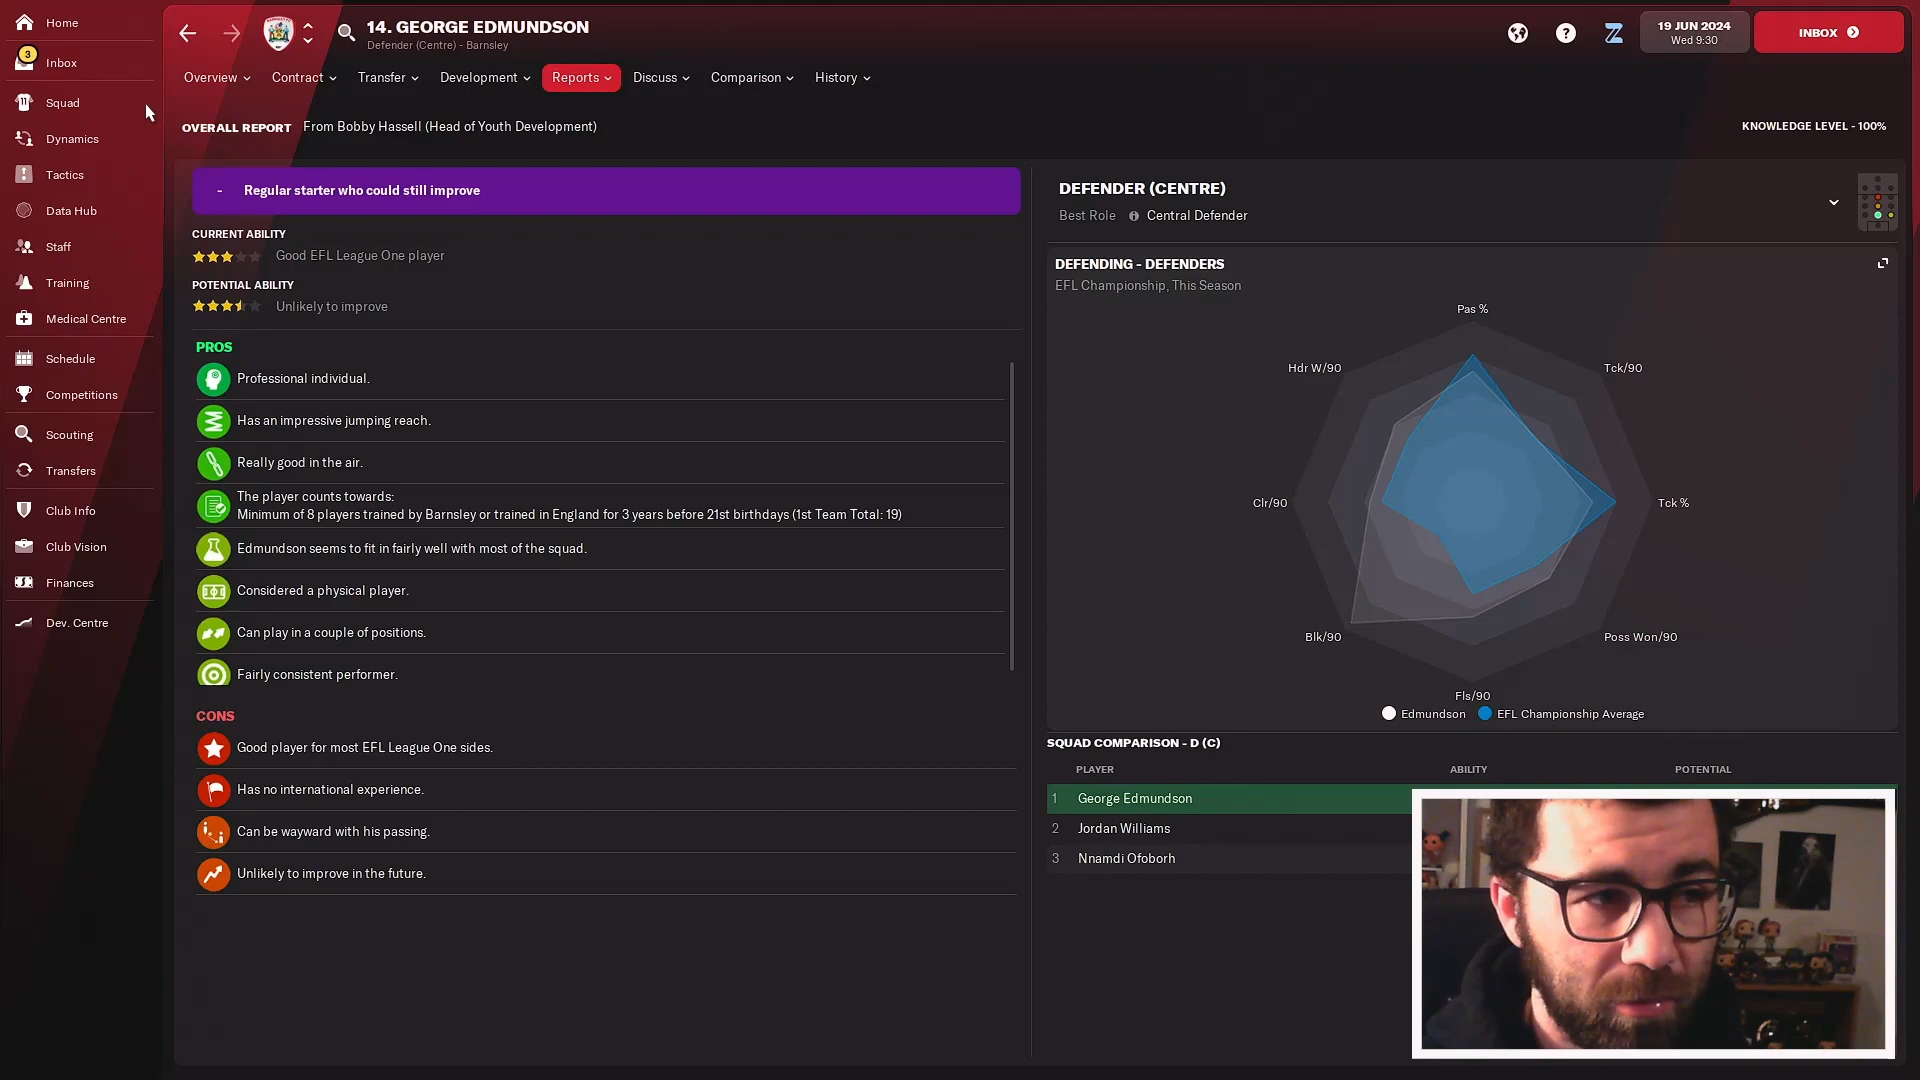 Home
3
Inbox
Squad
Dynamics
Tactics
Data Hub
Staff
Training
Medical Centre
Schedule
Competitions
Scouting
Transfers
Club Info
Club Vision
Finances
Dev. Centre
14. GEORGE EDMUNDSON
Defender (Centre) - Barnsley
?
19 JUN 2024
Wed 9:30
INBOX
Overview
Contract
Transfer
Development
Reports
Discuss
Comparison
History
OVERALL REPORT From Bobby Hassell (Head of Youth Development)
KNOWLEDGE LEVEL - 100%
- Regular starter who could still improve
CURRENT ABILITY
Good EFL League One player
POTENTIAL ABILITY
Unlikely to improve
PROS
Professional individual.
Has an impressive jumping reach.
Really good in the air.
The player counts towards:
Minimum of 8 players trained by Barnsley or trained in England for 3 years before 21st birthdays (1st Team Total: 19)
Edmundson seems to fit in fairly well with most of the squad.
Considered a physical player.
Can play in a couple of positions.
Fairly consistent performer.
CONS
Good player for most EFL League One sides.
Has no international experience.
Can be wayward with his passing.
Unlikely to improve in the future.
DEFENDER (CENTRE)
Best Role Central Defender
DEFENDING - DEFENDERS
EFL Championship, This Season
Pas %
Hdr W/90
Tck/90
Clr/90
Tck %
Blk/90
Poss Won/90
Fls/90
Edmundson
EFL Championship Average
SQUAD COMPARISON - D (C)
PLAYER
ABILITY
POTENTIAL
1 George Edmundson
2 Jordan Williams
3 Nnamdi Ofoborh